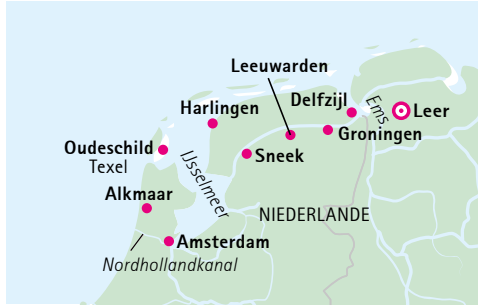 Leeuwarden
Delfzijl
Harlingen
Ems
Leer
Groningen
Oudeschild
Texel
IJsselmeer
Sneek
Alkmaar
NIEDERLANDE
Amsterdam
Nordhollandkanal